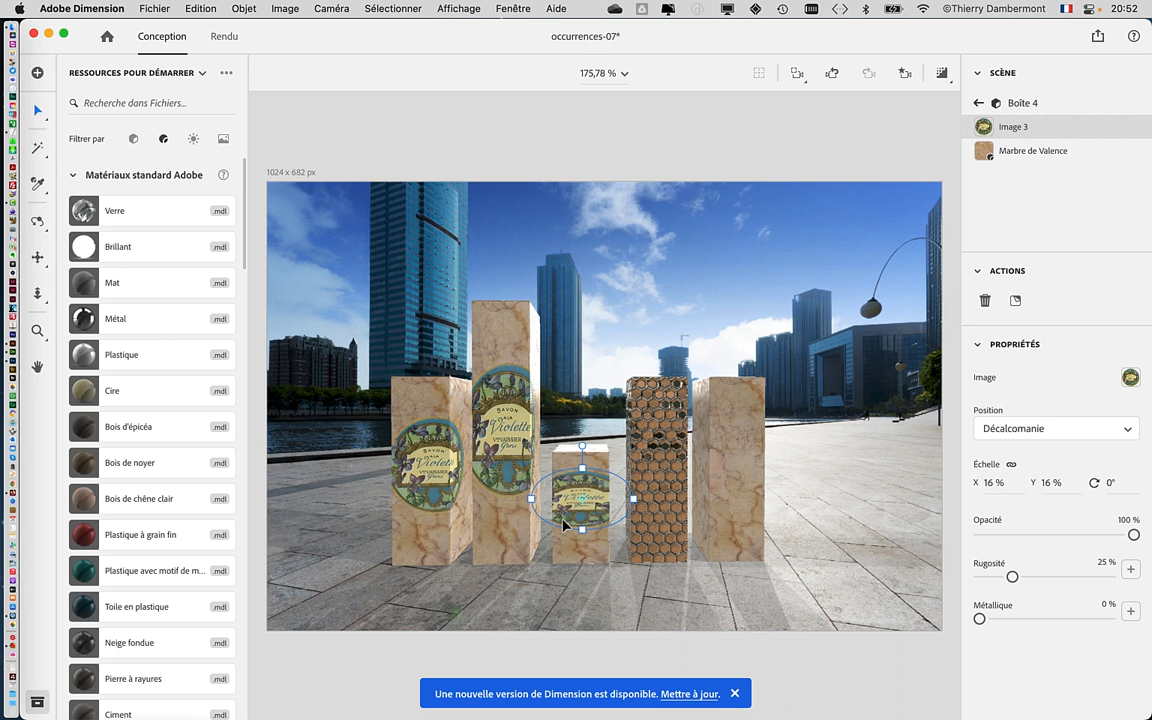 Adobe Dimension Fichier Edition Objet Image Caméra Sélectionner Affichage Fenêtre Aide ©Thierry Dambermont 20:52
Conception Rendu occurrences-07*
RESSOURCES POUR DÉMARRER
175,78 %
Recherche dans Fichiers...
Filtrer par
Matériaux standard Adobe
Verre .mdl
Brillant .mdl
Mat .mdl
Métal .mdl
Plastique .mdl
Cire .mdl
Bois d'épicéa .mdl
Bois de noyer .mdl
Bois de chêne clair .mdl
Plastique à grain fin .mdl
Plastique avec motif de m... .mdl
Toile en plastique .mdl
Neige fondue .mdl
Pierre à rayures .mdl
Ciment .mdl
1024 x 682 px
SAVON
Violette
Paris
SAVON
Violette
Paris
Violette
Une nouvelle version de Dimension est disponible. Mettre à jour.
SCÈNE
Boîte 4
Image 3
Marbre de Valence
ACTIONS
PROPRIÉTÉS
Image
Position
Décalcomanie
Échelle
X 16 % Y 16 % 0°
Opacité 100 %
Rugosité 25 %
Métallique 0 %